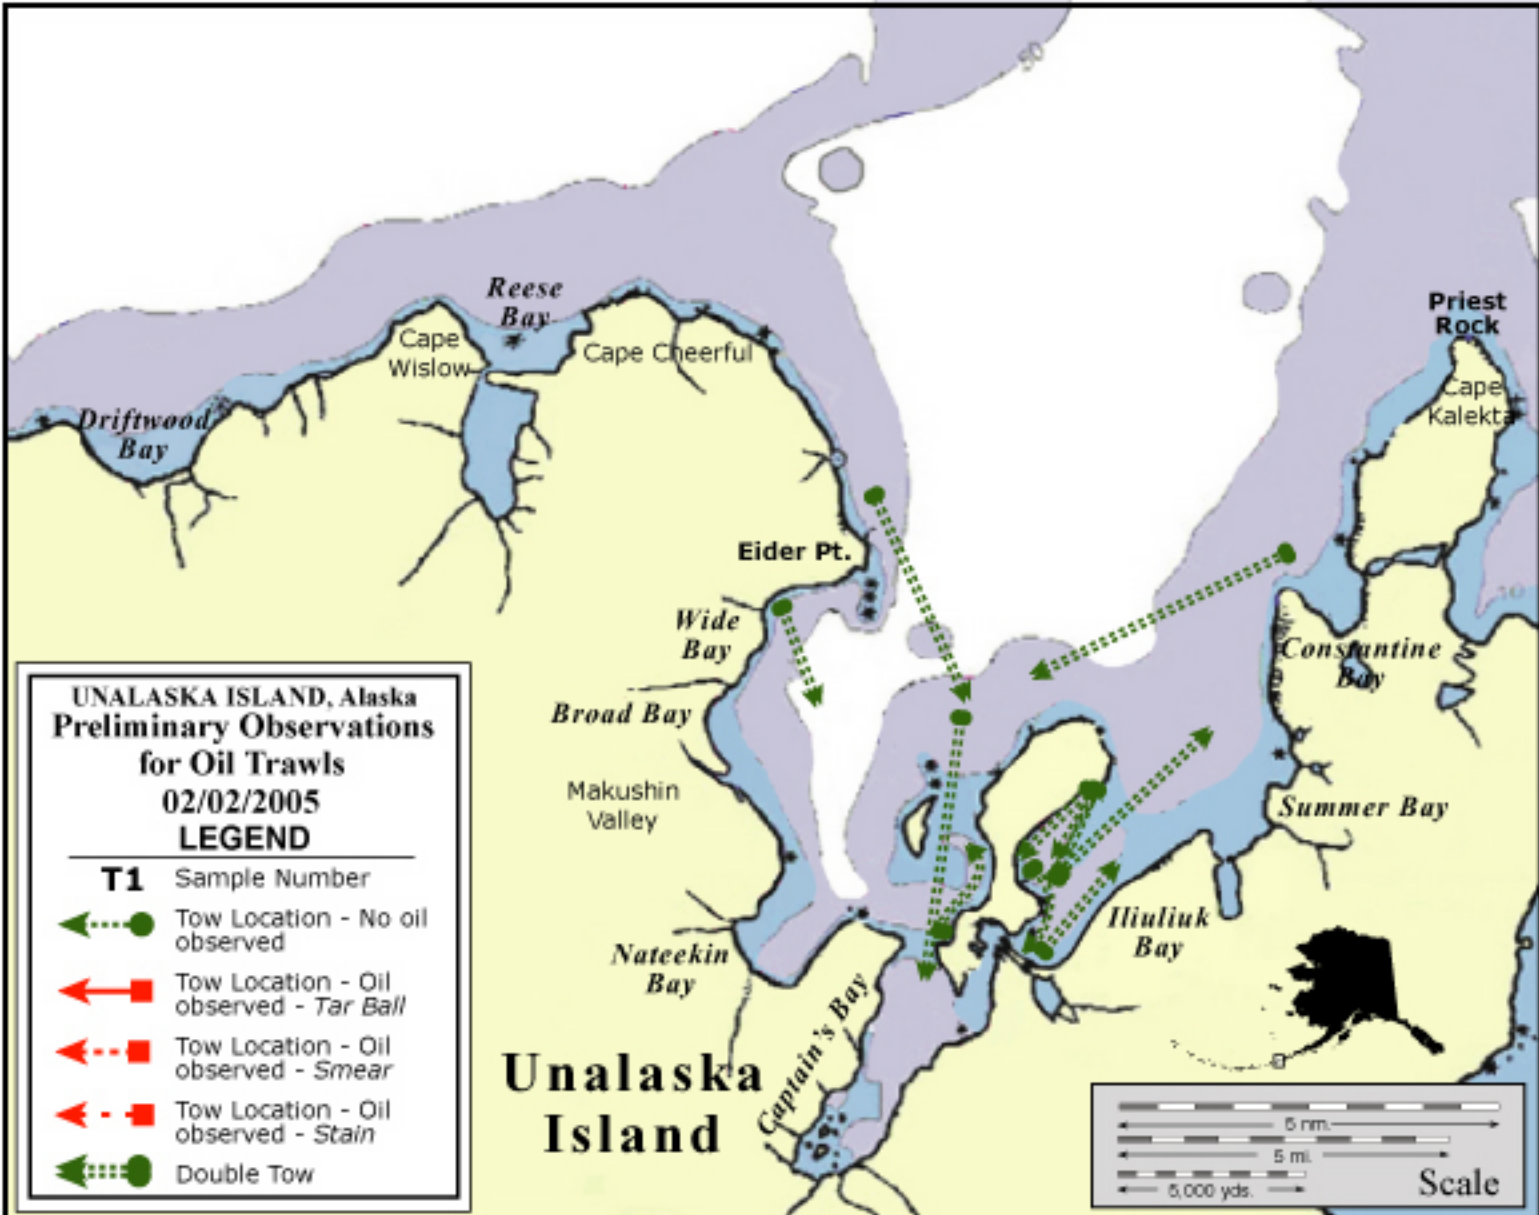 50
Reese
Bay
Priest
Rock
Cape
Wislow
Cape Cheerful
Cape
Kalekta
Driftwood
Bay
Eider Pt.
Wide
Bay
Constantine
Bay
Broad Bay
Makushin
Valley
Summer Bay
Iliuliuk
Bay
Nateekin
Bay
Captain's Bay
Unalaska
Island
UNALASKA ISLAND, Alaska
Preliminary Observations
for Oil Trawls
02/02/2005
LEGEND
T1 Sample Number
Tow Location - No oil
observed
Tow Location - Oil
observed - Tar Ball
Tow Location - Oil
observed - Smear
Tow Location - Oil
observed - Stain
Double Tow
5 nm.
5 mi.
5,000 yds.
Scale